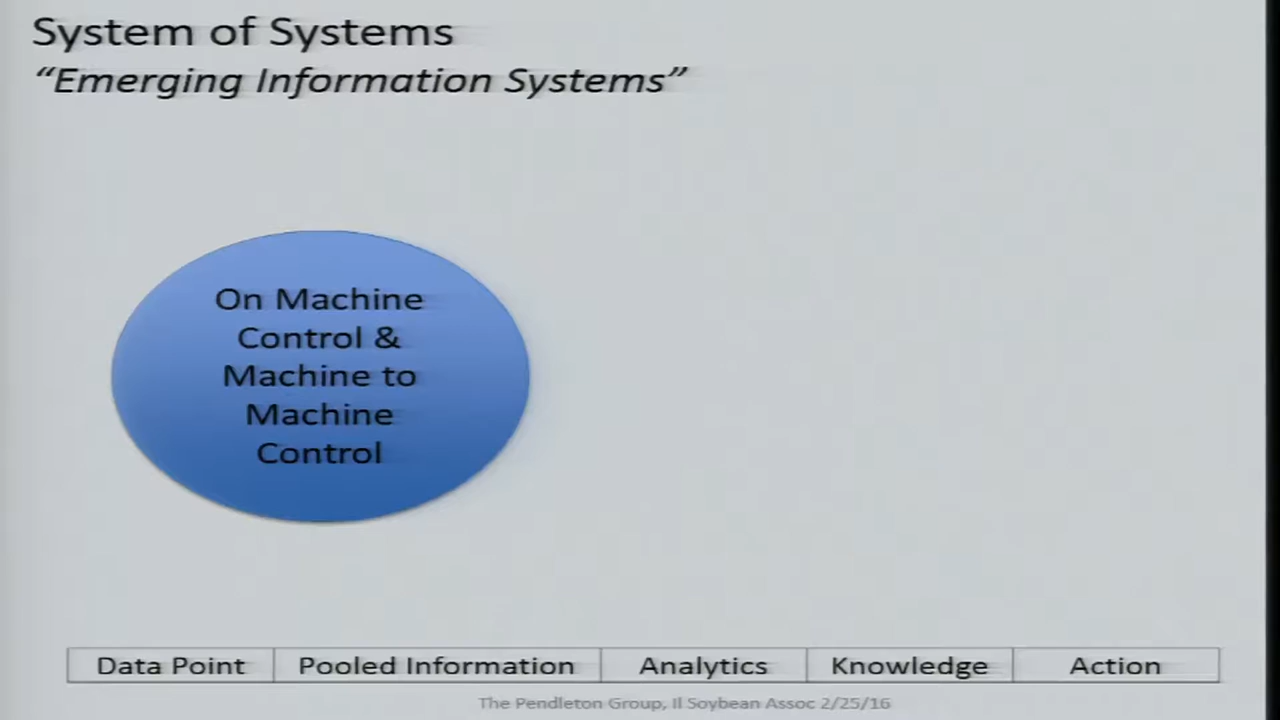 System of Systems
“Emerging Information Systems”
On Machine
Control &
Machine to
Machine
Control
Data Point Pooled Information Analytics Knowledge Action
The Pendleton Group, Il Soybean Assoc 2/25/16